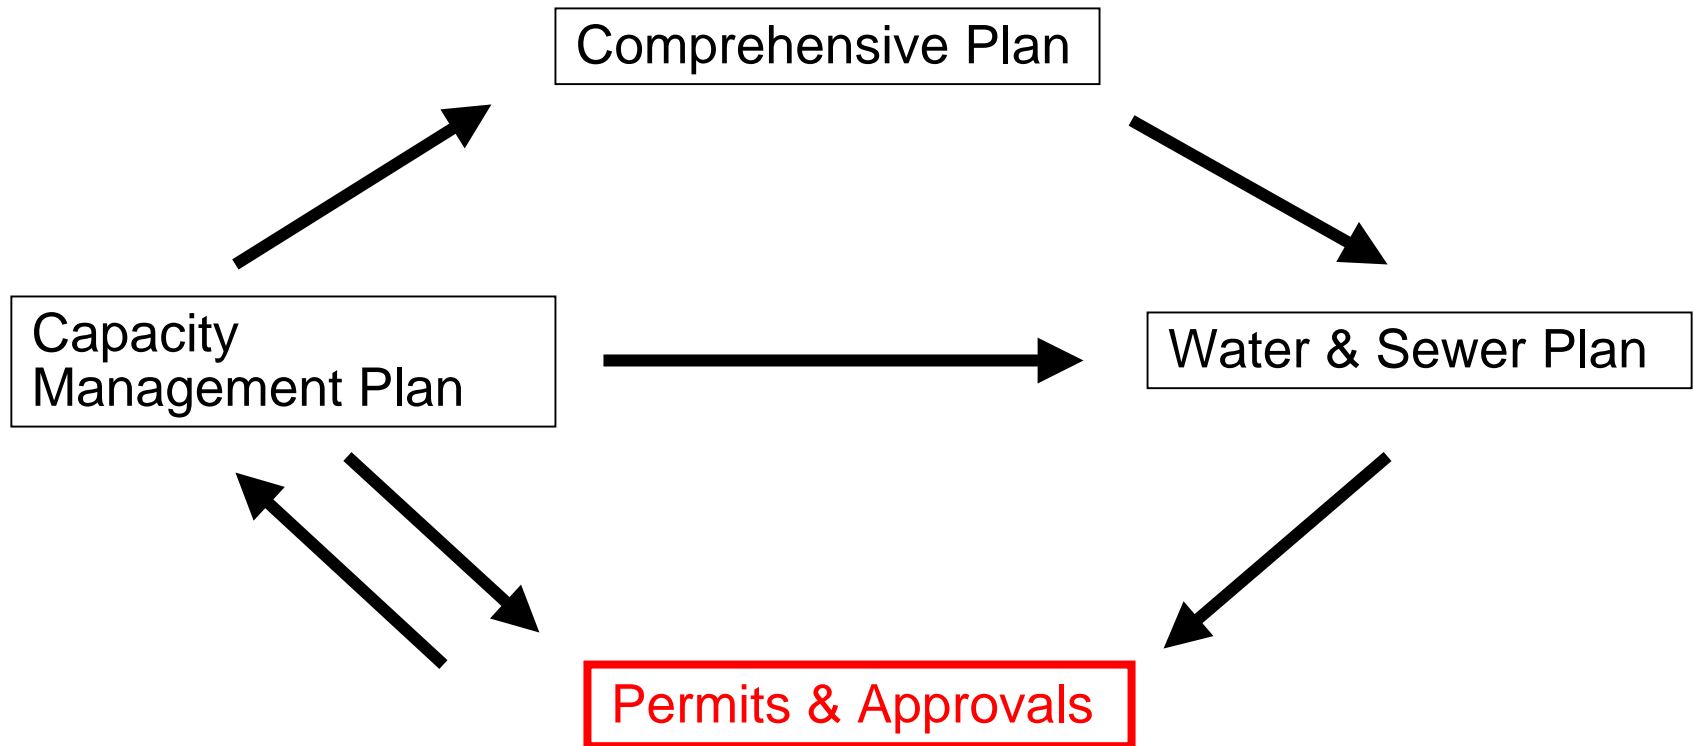 Comprehensive Plan
Capacity
Management Plan
Water & Sewer Plan
Permits & Approvals